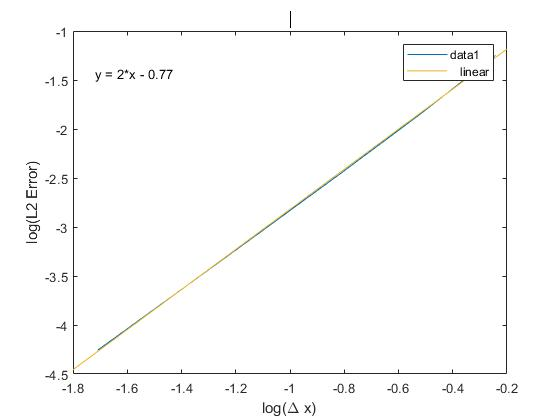 -1
-1.5
-2
-2.5
-3
-3.5
-4
-4.5
log(L2 Error)
y = 2*x - 0.77
data1
linear
-1.8 -1.6 -1.4 -1.2 -1 -0.8 -0.6 -0.4 -0.2
log(Δ x)